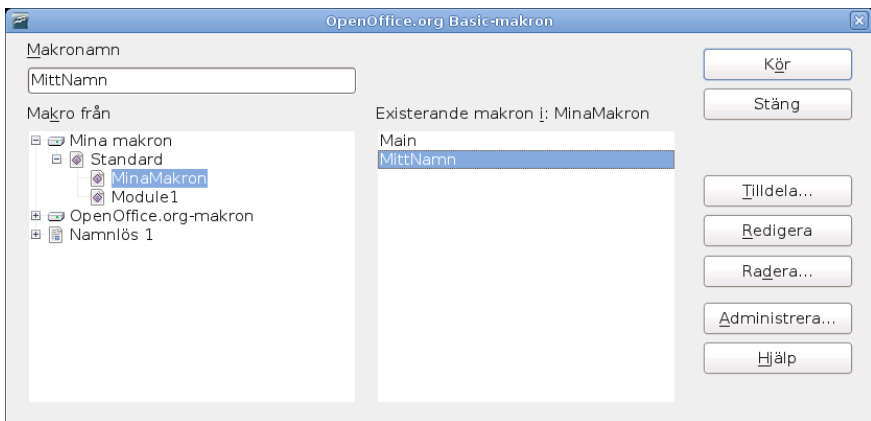 OpenOffice.org Basic-makron
Makronamn
MittNamn
Makro från
Mina makron
Standard
MinaMakron
Module1
OpenOffice.org-makron
Namnlös 1
Existerande makron i: MinaMakron
Main
MittNamn
Kör
Stäng
Tilldela...
Redigera
Radera...
Administrera...
Hjälp